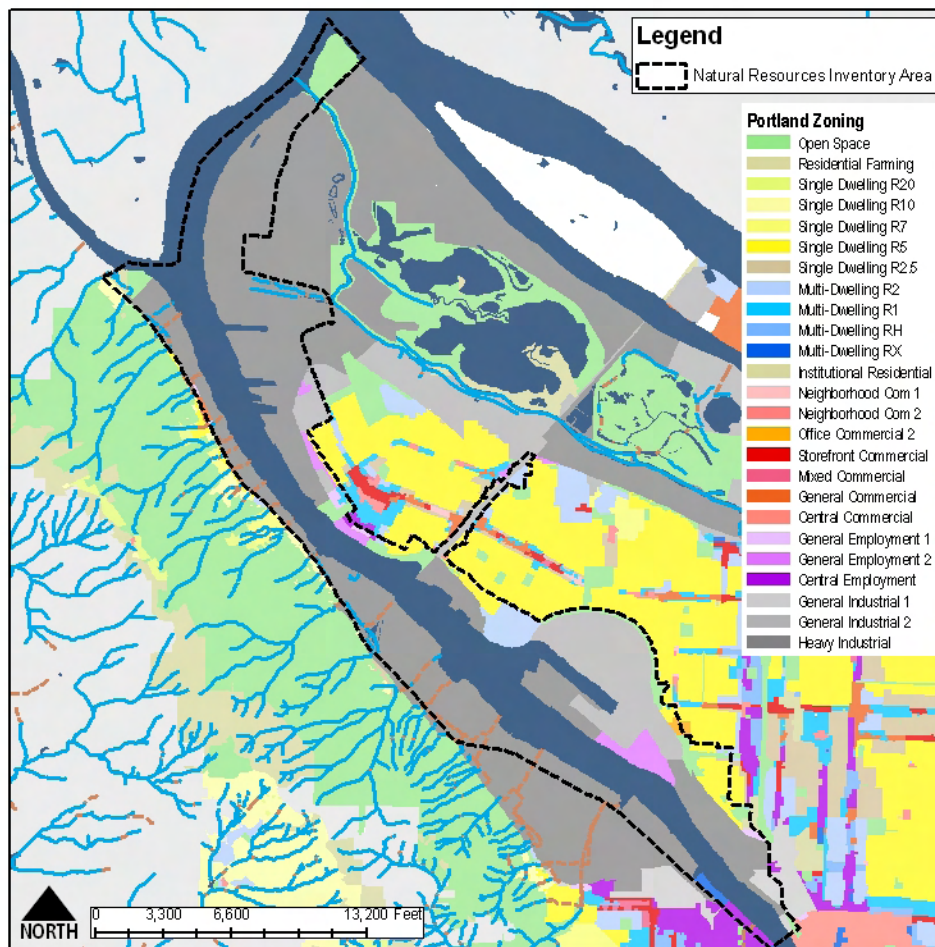 Legend
Natural Resources Inventory Area
Portland Zoning
Open Space
Residential Farming
Single Dwelling R20
Single Dwelling R10
Single Dwelling R7
Single Dwelling R5
Single Dwelling R2.5
Multi-Dwelling R2
Multi-Dwelling R1
Multi-Dwelling RH
Multi-Dwelling RX
Institutional Residential
Neighborhood Com 1
Neighborhood Com 2
Office Commercial 2
Storefront Commercial
Mixed Commercial
General Commercial
Central Commercial
General Employment 1
General Employment 2
Central Employment
General Industrial 1
General Industrial 2
Heavy Industrial
NORTH
0 3,300 6,600 13,200 Feet